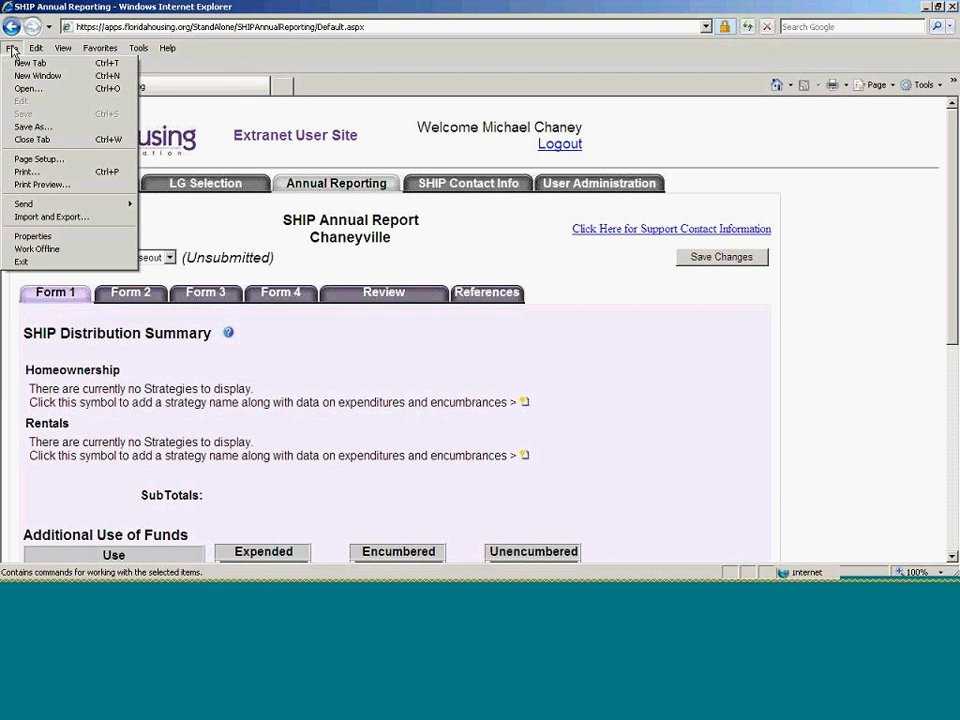 SHIP Annual Reporting - Windows Internet Explorer
https://apps.floridahousing.org/StandAlone/SHIPAnnualReporting/Default.aspx
Search Google
Edit View Favorites Tools Help
New Tab Ctrl+T
New Window Ctrl+N
Open... Ctrl+O
Edit
Save Ctrl+S
Save As...
Close Tab Ctrl+W
Page Setup...
Print... Ctrl+P
Print Preview...
Send
Import and Export...
Properties
Work Offline
Exit
Page Tools
using
ation
Extranet User Site
Welcome Michael Chaney
Logout
LG Selection Annual Reporting SHIP Contact Info User Administration
SHIP Annual Report
Chaneyville
Click Here for Support Contact Information
seout (Unsubmitted)
Save Changes
Form 1 Form 2 Form 3 Form 4 Review References
SHIP Distribution Summary ?
Homeownership
There are currently no Strategies to display.
Click this symbol to add a strategy name along with data on expenditures and encumbrances >
Rentals
There are currently no Strategies to display.
Click this symbol to add a strategy name along with data on expenditures and encumbrances >
SubTotals:
Additional Use of Funds
Use Expended Encumbered Unencumbered
Contains commands for working with the selected items.
Internet
100%